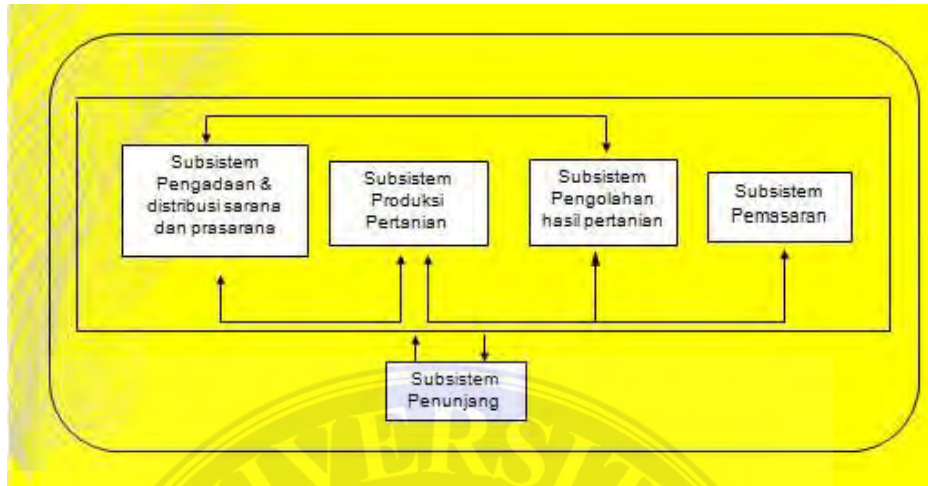 Subsistem
Pengadaan &
distribusi sarana
dan prasarana
Subsistem
Produksi
Pertanian
Subsistem
Pengolahan
hasil pertanian
Subsistem
Pemasaran
Subsistem
Penunjang